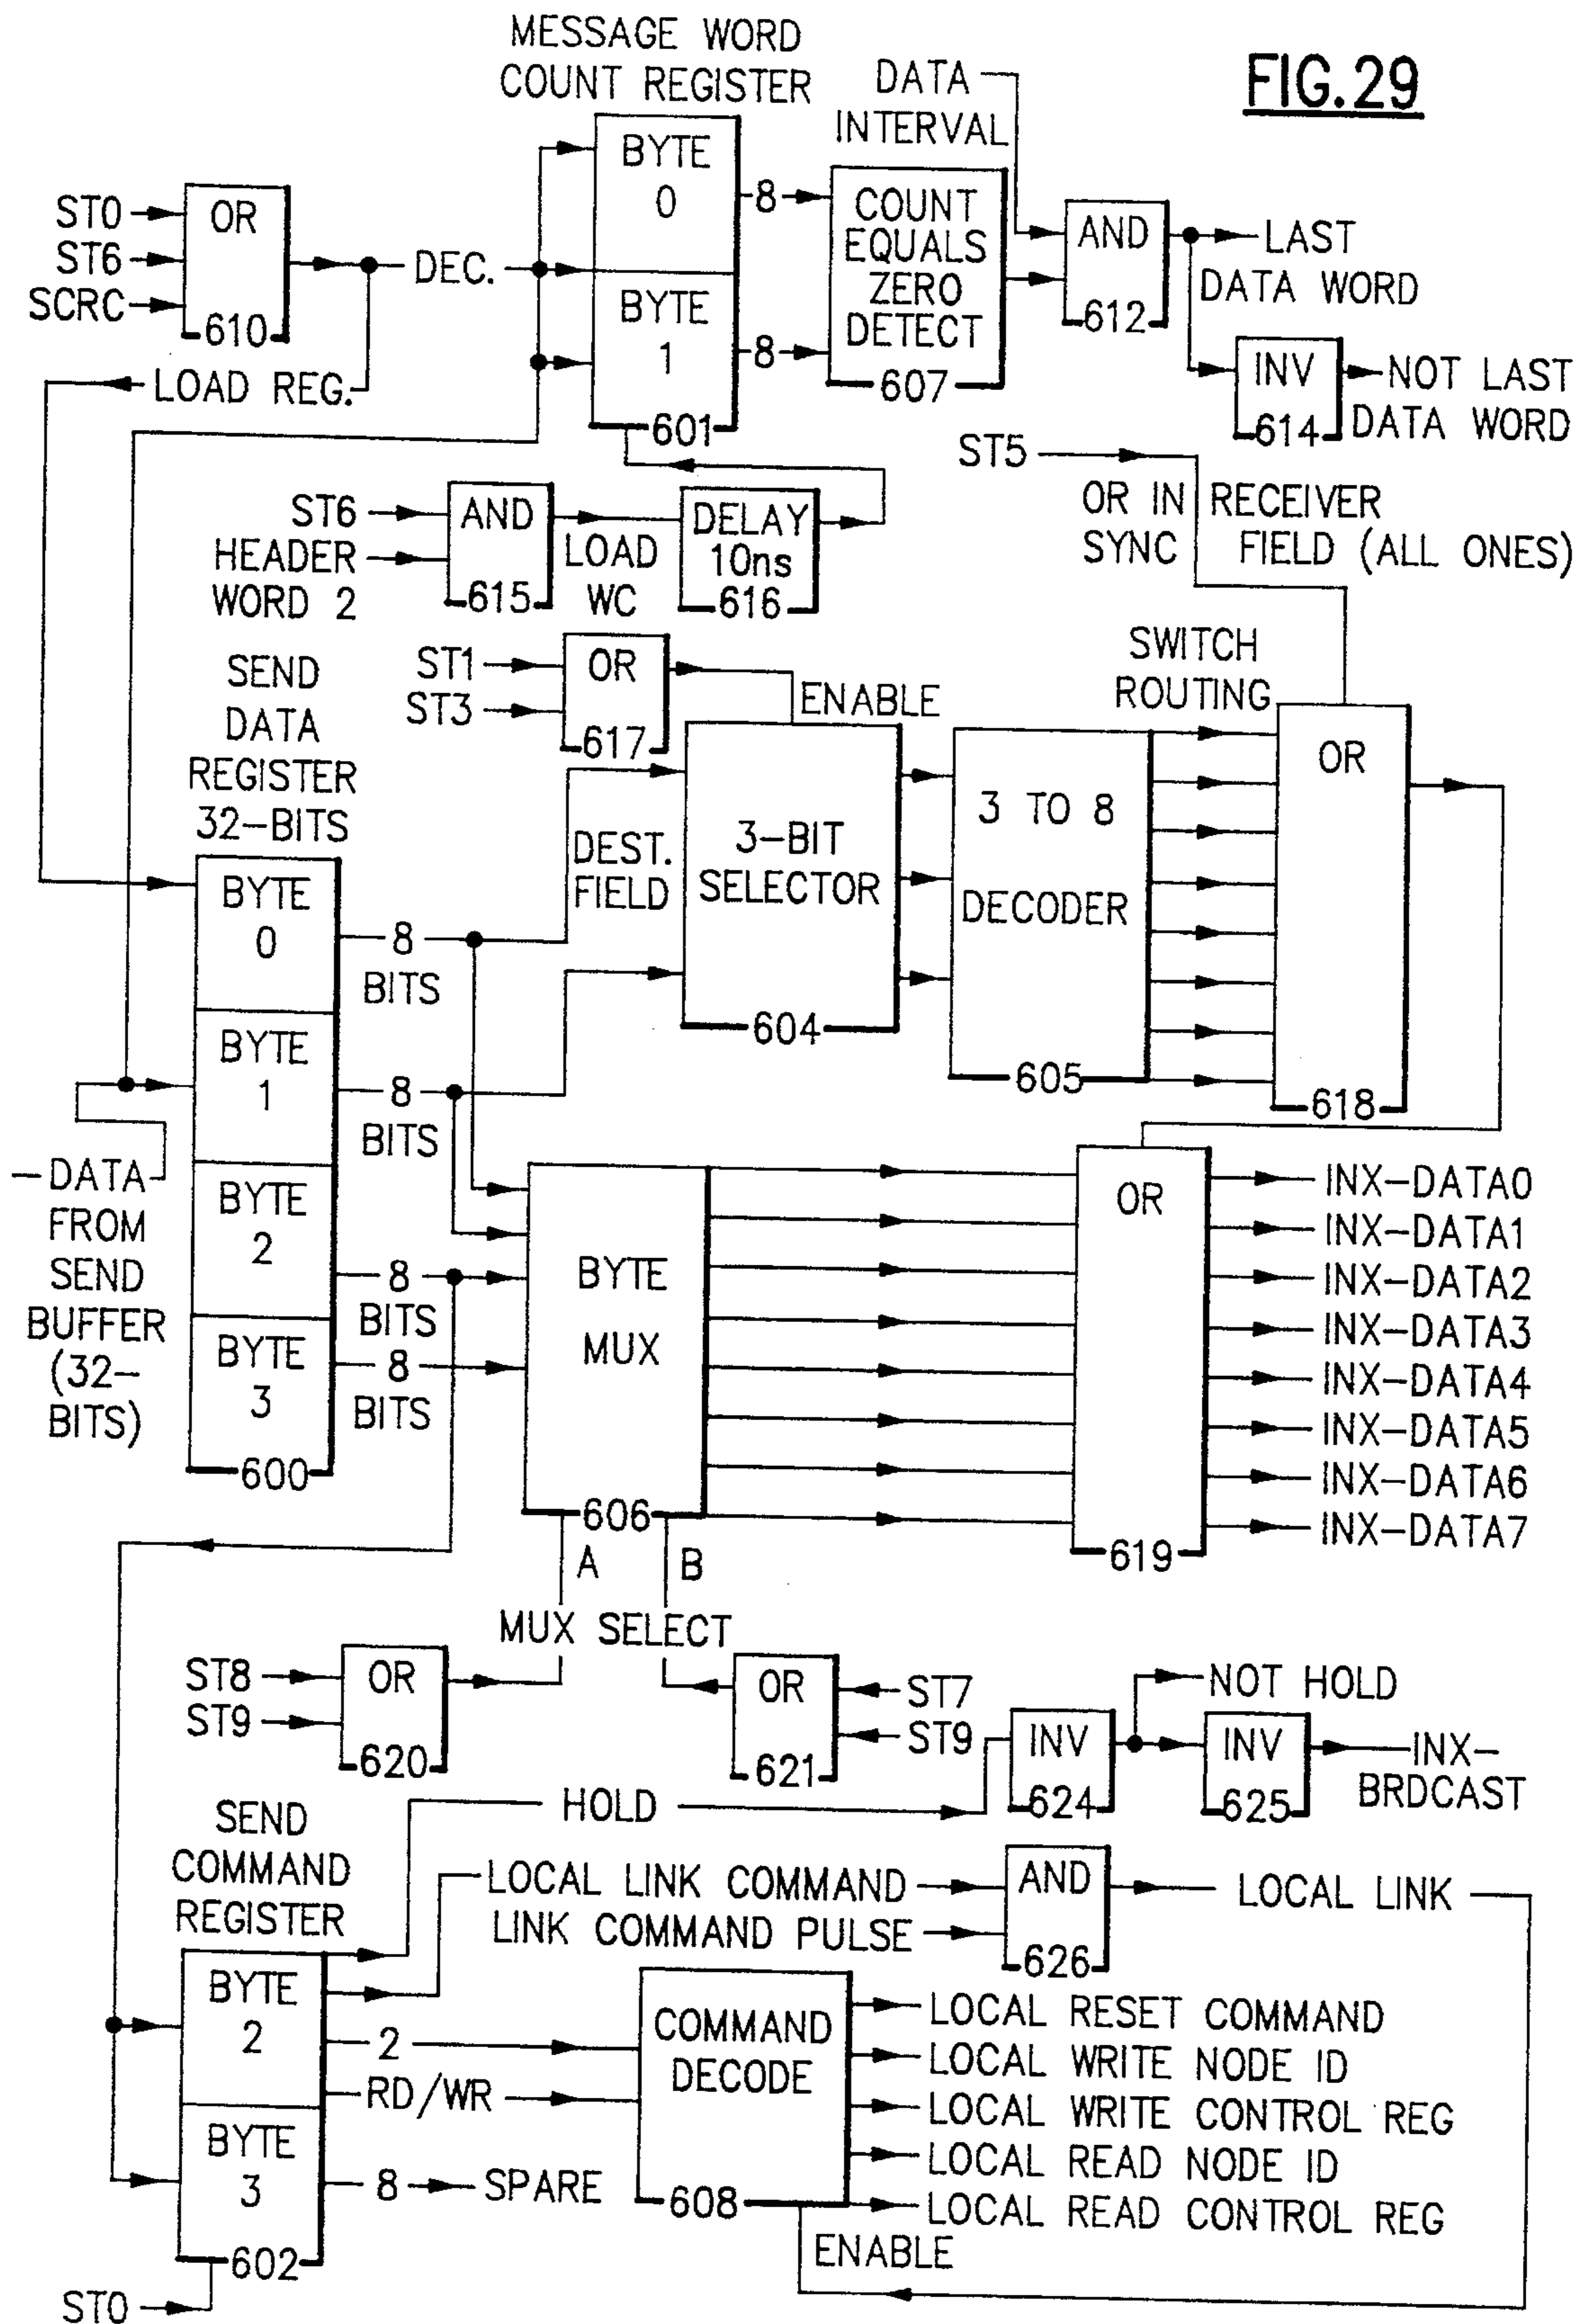 FIG.29
MESSAGE WORD
COUNT REGISTER
DATA
INTERVAL
BYTE
0
BYTE
1
601
8
8
COUNT
EQUALS
ZERO
DETECT
607
AND
612
LAST
DATA WORD
INV
614
NOT LAST
DATA WORD
ST0
ST6
SCRC
OR
610
DEC.
LOAD REG.
ST5
OR IN RECEIVER
SYNC FIELD (ALL ONES)
ST6
HEADER
WORD 2
AND
615
LOAD
WC
DELAY
10ns
616
ST1
ST3
OR
617
ENABLE
SWITCH
ROUTING
SEND
DATA
REGISTER
32-BITS
BYTE
0
BYTE
1
BYTE
2
BYTE
3
600
8
BITS
8
BITS
8
BITS
8
BITS
DEST.
FIELD
3-BIT
SELECTOR
604
3 TO 8
DECODER
605
OR
618
-DATA
FROM
SEND
BUFFER
(32-
BITS)
BYTE
MUX
606
A
B
MUX SELECT
OR
619
INX-DATA0
INX-DATA1
INX-DATA2
INX-DATA3
INX-DATA4
INX-DATA5
INX-DATA6
INX-DATA7
ST8
ST9
OR
620
OR
621
ST7
ST9
INV
624
NOT HOLD
INV
625
INX-
BRDCAST
SEND
COMMAND
REGISTER
HOLD
LOCAL LINK COMMAND
LINK COMMAND PULSE
AND
626
LOCAL LINK
BYTE
2
BYTE
3
602
2
RD/WR
8
SPARE
COMMAND
DECODE
608
LOCAL RESET COMMAND
LOCAL WRITE NODE ID
LOCAL WRITE CONTROL REG
LOCAL READ NODE ID
LOCAL READ CONTROL REG
ENABLE
ST0